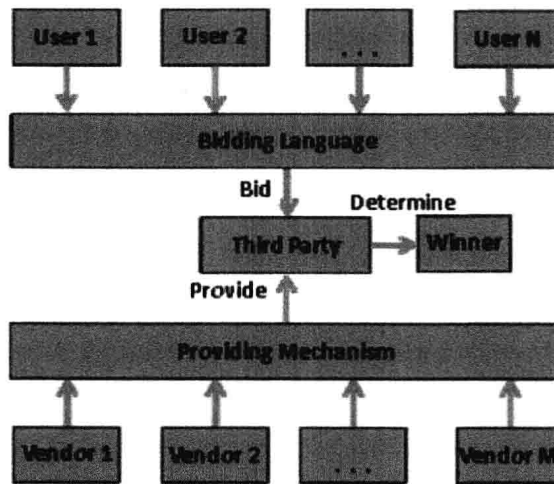 User 1
User 2
...
User N
Bidding Language
Bid
Determine
Third Party
Winner
Provide
Providing Mechanism
Vendor 1
Vendor 2
...
Vendor M